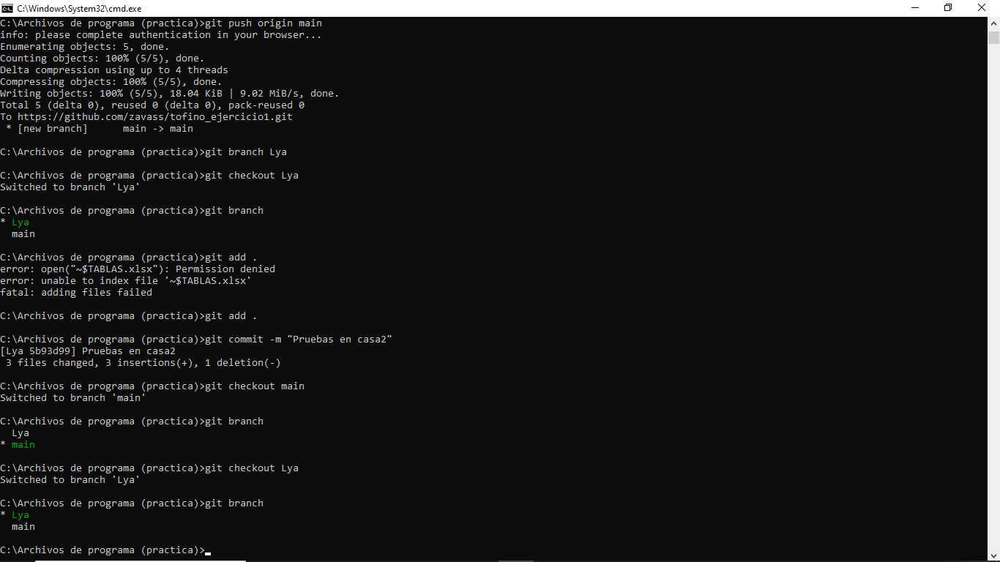 C:\Windows\System32\cmd.exe
C:\Archivos de programa (practica)>git push origin main
info: please complete authentication in your browser...
Enumerating objects: 5, done.
Counting objects: 100% (5/5), done.
Delta compression using up to 4 threads
Compressing objects: 100% (5/5), done.
Writing objects: 100% (5/5), 18.04 KiB | 9.02 MiB/s, done.
Total 5 (delta 0), reused 0 (delta 0), pack-reused 0
To https://github.com/zavass/tofino_ejercicio1.git
 * [new branch]      main -> main
C:\Archivos de programa (practica)>git branch Lya
C:\Archivos de programa (practica)>git checkout Lya
Switched to branch 'Lya'
C:\Archivos de programa (practica)>git branch
* Lya
  main
C:\Archivos de programa (practica)>git add .
error: open("~$TABLAS.xlsx"): Permission denied
error: unable to index file '~$TABLAS.xlsx'
fatal: adding files failed
C:\Archivos de programa (practica)>git add .
C:\Archivos de programa (practica)>git commit -m "Pruebas en casa2"
[Lya 5b93d99] Pruebas en casa2
 3 files changed, 3 insertions(+), 1 deletion(-)
C:\Archivos de programa (practica)>git checkout main
Switched to branch 'main'
C:\Archivos de programa (practica)>git branch
  Lya
* main
C:\Archivos de programa (practica)>git checkout Lya
Switched to branch 'Lya'
C:\Archivos de programa (practica)>git branch
* Lya
  main
C:\Archivos de programa (practica)>